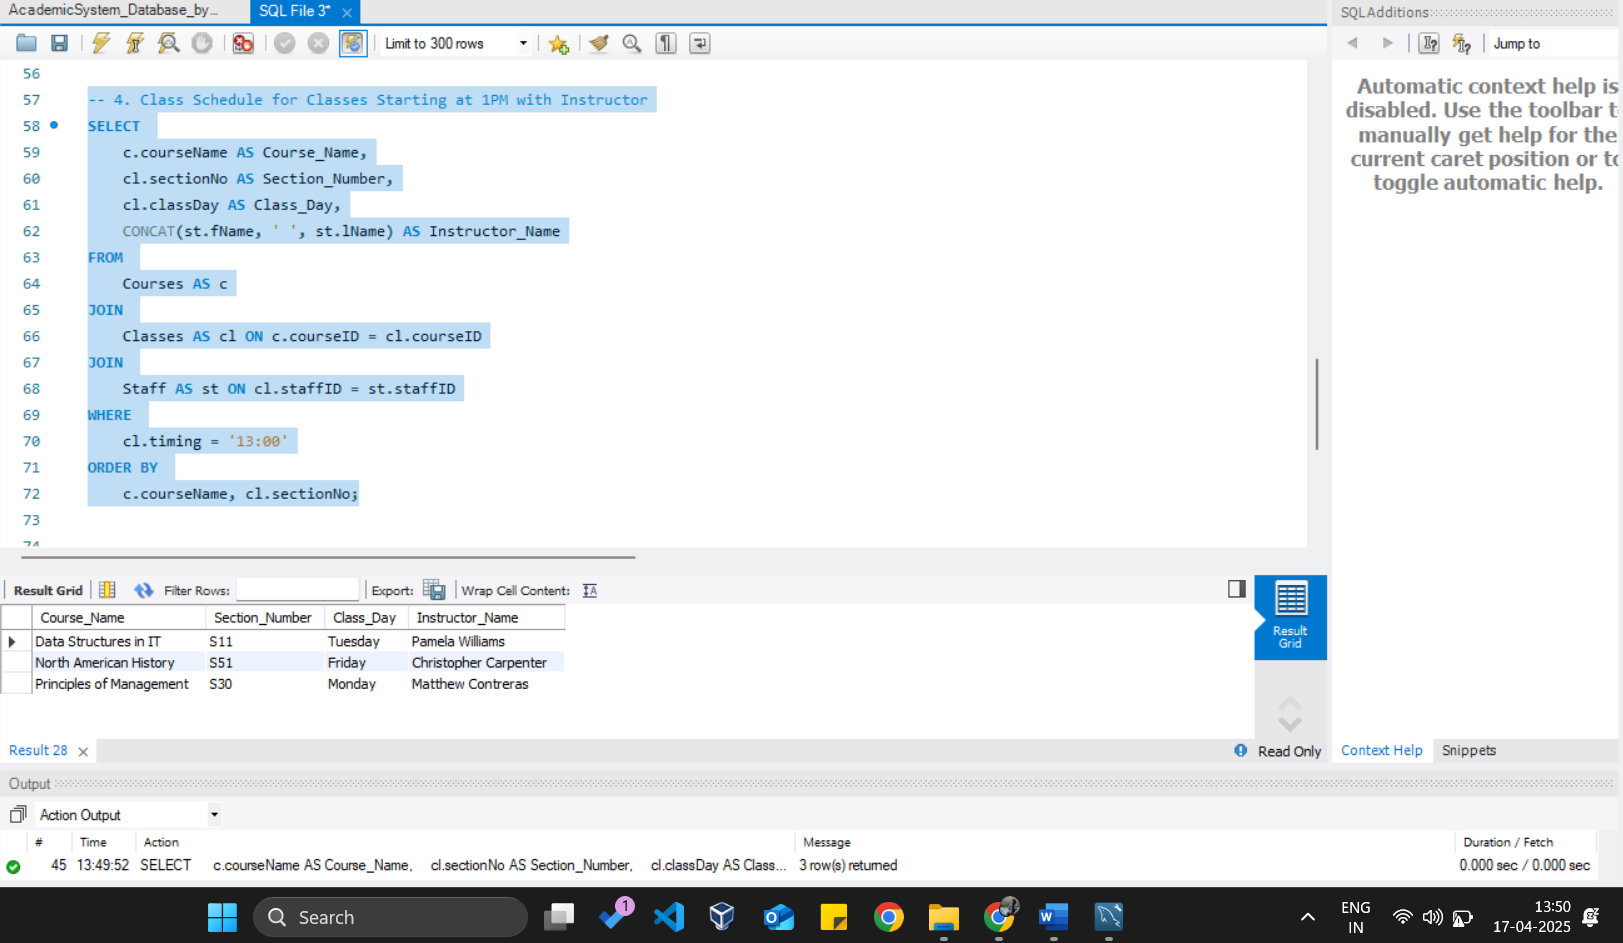 AcademicSystem_Database_by...
SQL File 3*
SQLAdditions
Limit to 300 rows
Jump to
56
57 -- 4. Class Schedule for Classes Starting at 1PM with Instructor
58 SELECT
59 c.courseName AS Course_Name,
60 cl.sectionNo AS Section_Number,
61 cl.classDay AS Class_Day,
62 CONCAT(st.fName, ' ', st.lName) AS Instructor_Name
63 FROM
64 Courses AS c
65 JOIN
66 Classes AS cl ON c.courseID = cl.courseID
67 JOIN
68 Staff AS st ON cl.staffID = st.staffID
69 WHERE
70 cl.timing = '13:00'
71 ORDER BY
72 c.courseName, cl.sectionNo;
73
Automatic context help is
disabled. Use the toolbar t
manually get help for the
current caret position or to
toggle automatic help.
Result Grid Filter Rows: Export: Wrap Cell Content:
Course_Name Section_Number Class_Day Instructor_Name
Data Structures in IT S11 Tuesday Pamela Williams
North American History S51 Friday Christopher Carpenter
Principles of Management S30 Monday Matthew Contreras
Result
Grid
Result 28
Read Only
Context Help
Snippets
Output
Action Output
# Time Action Message Duration / Fetch
45 13:49:52 SELECT c.courseName AS Course_Name, cl.sectionNo AS Section_Number, cl.classDay AS Class... 3 row(s) returned 0.000 sec / 0.000 sec
Search
1
ENG
IN
13:50
17-04-2025